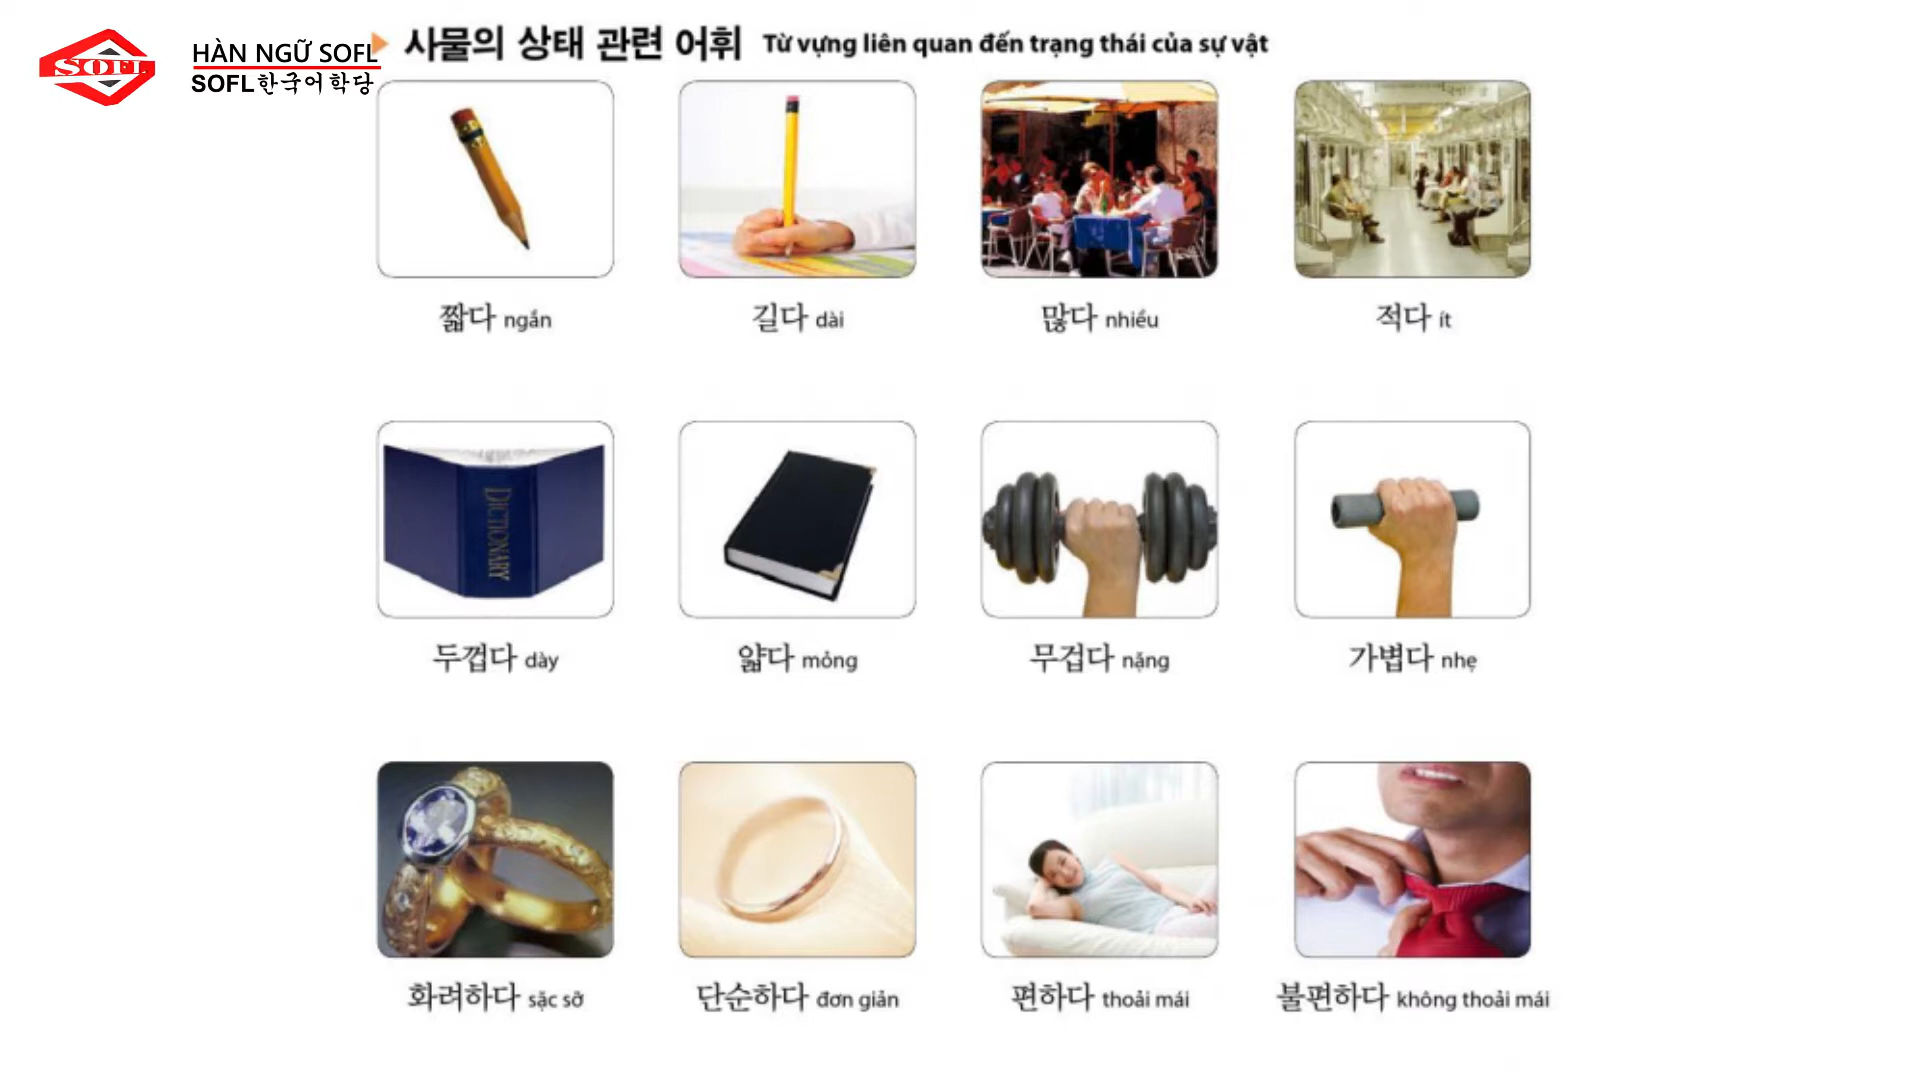 SOFL
HÀN NGỮ SOFL
SOFL한국어학당
사물의 상태 관련 어휘 Từ vựng liên quan đến trạng thái của sự vật
짧다 ngắn
길다 dài
많다 nhiều
적다 ít
DICTIONARY
두껍다 dày
얇다 mỏng
무겁다 nặng
가볍다 nhẹ
화려하다 sặc sỡ
단순하다 đơn giản
편하다 thoải mái
불편하다 không thoải mái